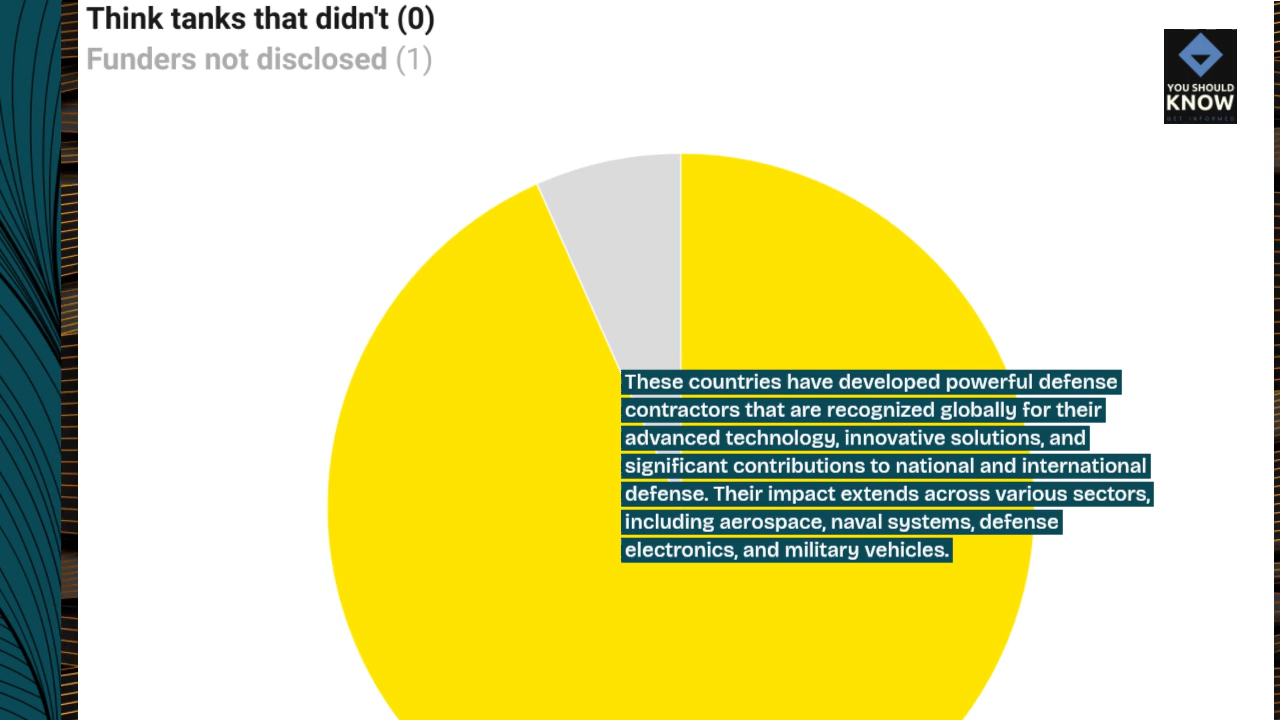 Think tanks that didn't (0)
Funders not disclosed (1)
YOU SHOULD
KNOW
GET INFORMED
These countries have developed powerful defense
contractors that are recognized globally for their
advanced technology, innovative solutions, and
significant contributions to national and international
defense. Their impact extends across various sectors,
including aerospace, naval systems, defense
electronics, and military vehicles.